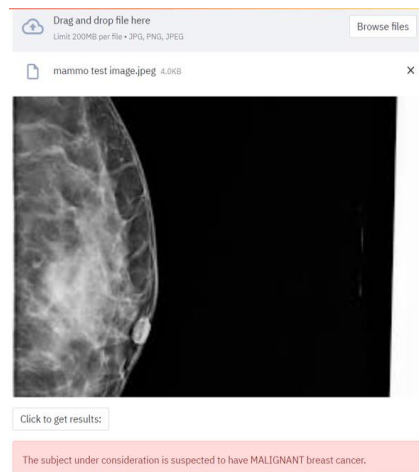 Drag and drop file here
Limit 200MB per file • JPG, PNG, JPEG
Browse files
mammo test image.jpeg 4.0KB
X
Click to get results:
The subject under consideration is suspected to have MALIGNANT breast cancer.